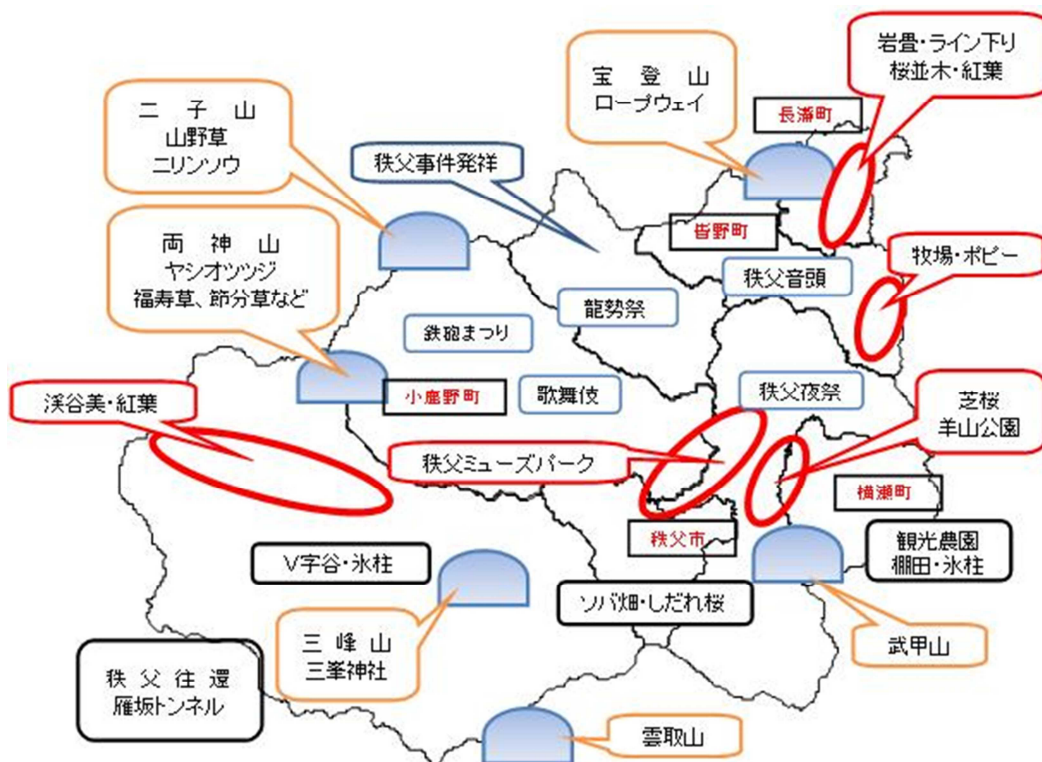 岩畳・ライン下り
桜並木・紅葉
宝登山
ロープウェイ
長瀞町
二子山
山野草
ニリンソウ
秩父事件発祥
皆野町
両神山
ヤシオツツジ
福寿草、節分草など
秩父音頭
牧場・ポピー
龍勢祭
鉄砲まつり
渓谷美・紅葉
小鹿野町
歌舞伎
秩父夜祭
芝桜
羊山公園
秩父ミューズパーク
横瀬町
秩父市
観光農園
棚田・氷柱
V字谷・氷柱
ソバ畑・しだれ桜
三峰山
三峯神社
武甲山
秩父往還
雁坂トンネル
雲取山